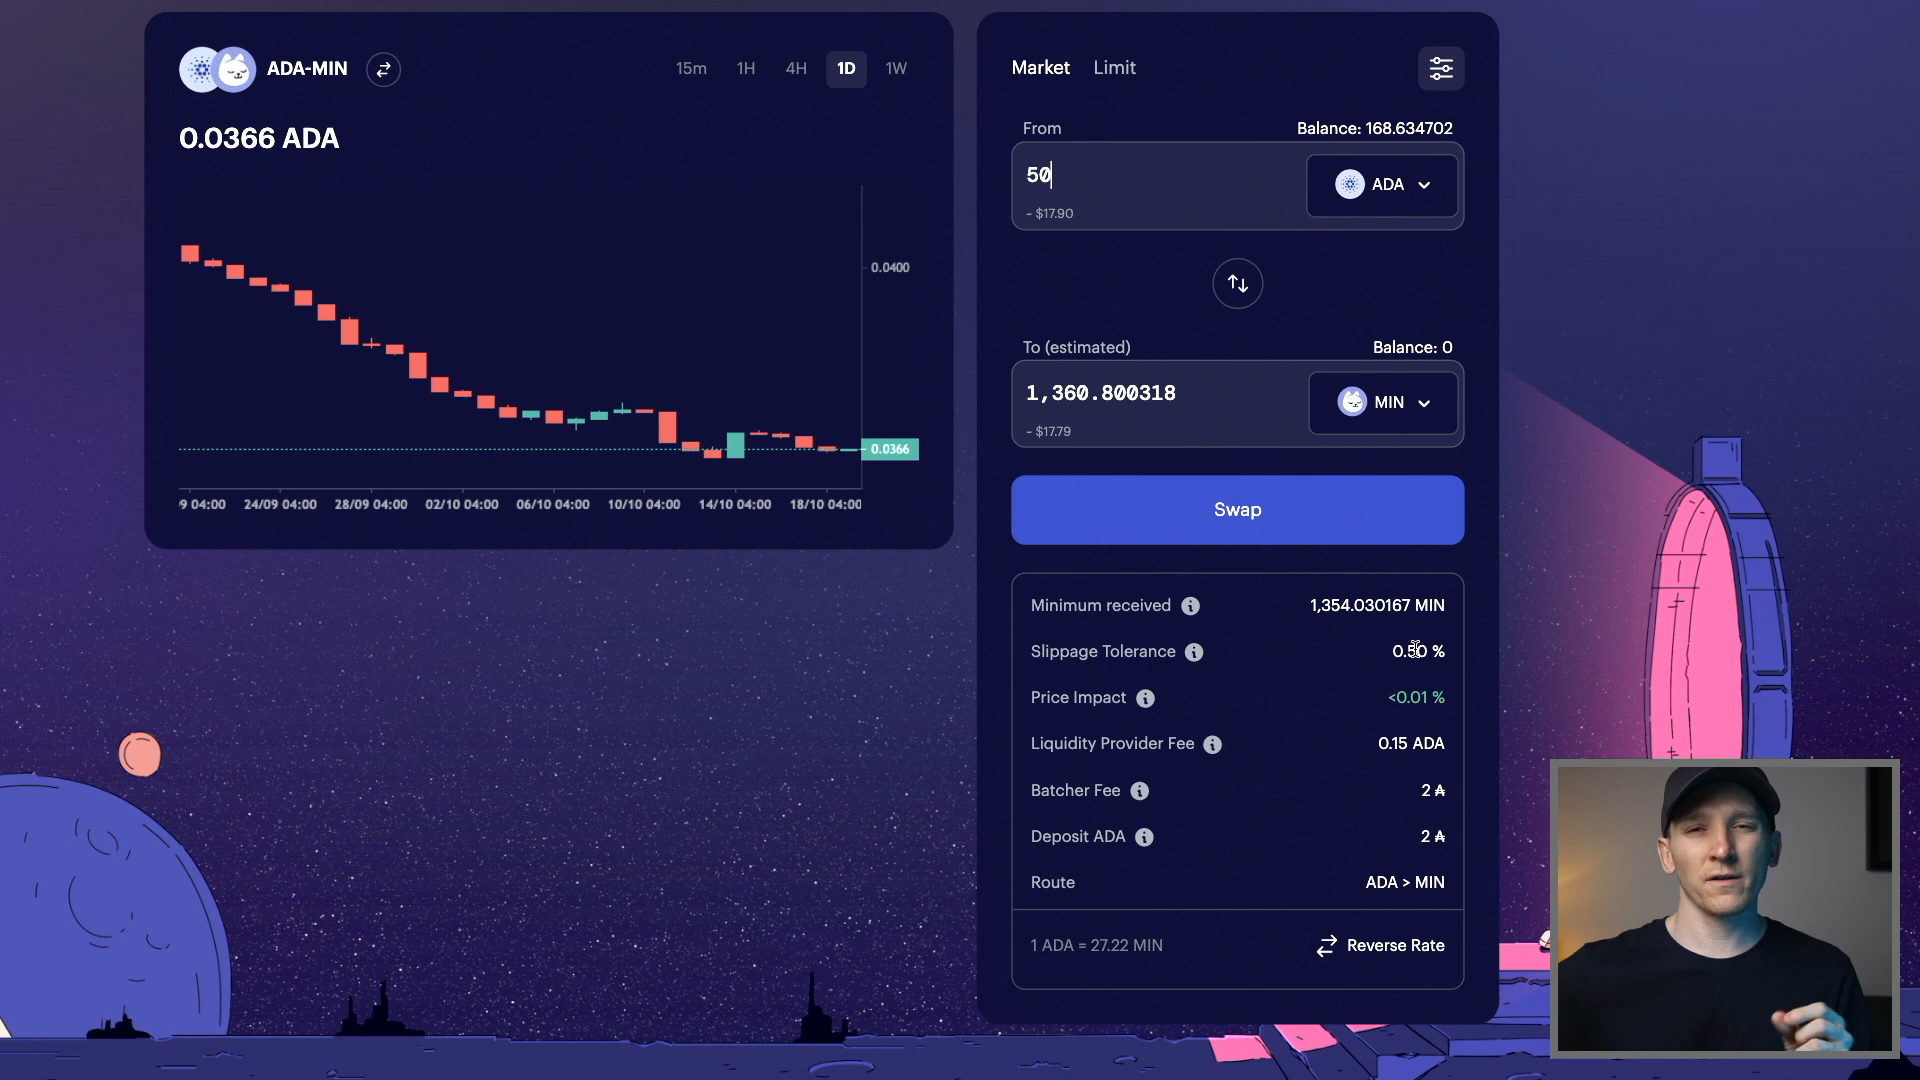 ADA-MIN
15m 1H 4H 1D 1W
0.0366 ADA
0.0400
0.0366
9 04:00 24/09 04:00 28/09 04:00 02/10 04:00 06/10 04:00 10/10 04:00 14/10 04:00 18/10 04:00
Market Limit
From Balance: 168.634702
50
~ $17.90
ADA
To (estimated) Balance: 0
1,360.800318
~ $17.79
MIN
Swap
Minimum received 1,354.030167 MIN
Slippage Tolerance 0.50 %
Price Impact <0.01 %
Liquidity Provider Fee 0.15 ADA
Batcher Fee 2 ₳
Deposit ADA 2 ₳
Route ADA > MIN
1 ADA = 27.22 MIN Reverse Rate